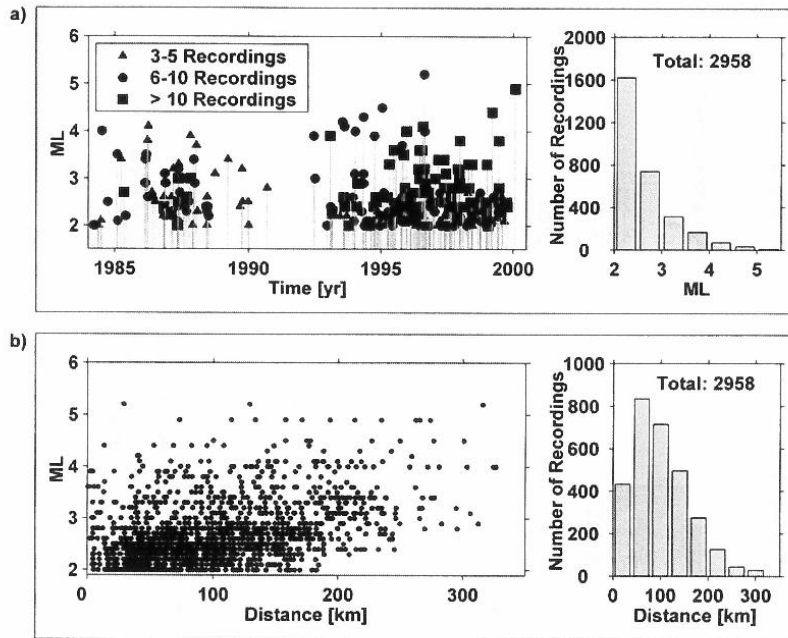 a)
6
5
4
3
2
ML
3-5 Recordings
6-10 Recordings
> 10 Recordings
1985
1990
1995
2000
Time [yr]
2000
1600
1200
800
400
0
Number of Recordings
Total: 2958
2
3
4
5
ML
b)
6
5
4
3
2
ML
0
100
200
300
Distance [km]
1000
800
600
400
200
0
Number of Recordings
Total: 2958
0
100
200
300
Distance [km]